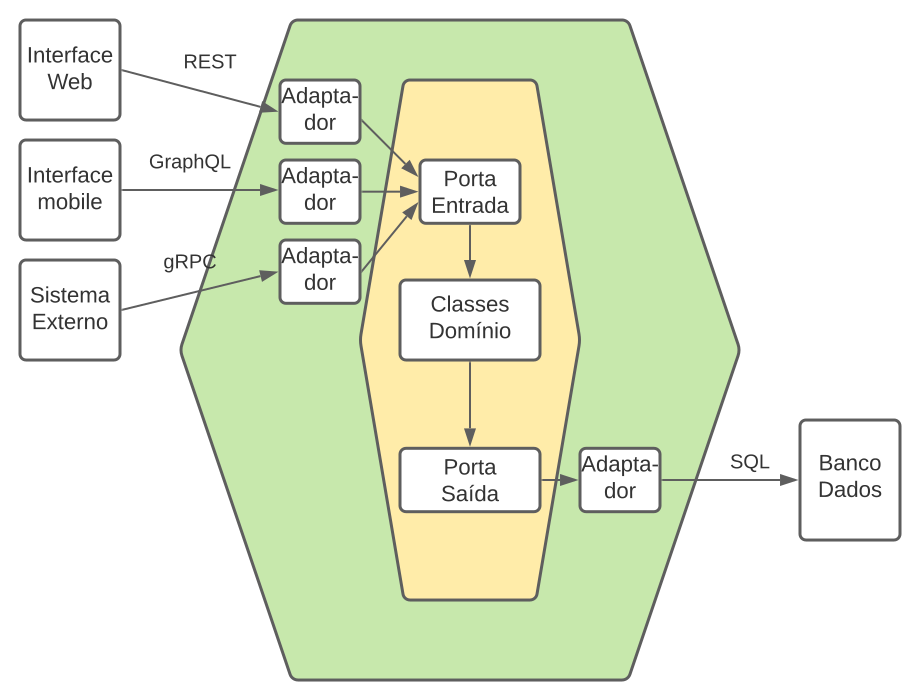 Interface
Web
REST
Adapta-
dor
Interface
mobile
GraphQL
Adapta-
dor
Porta
Entrada
Sistema
Externo
gRPC
Adapta-
dor
Classes
Domínio
Porta
Saída
Adapta-
dor
SQL
Banco
Dados